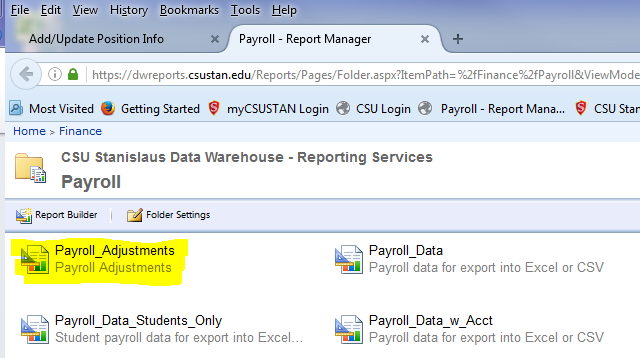 File Edit View History Bookmarks Tools Help
Add/Update Position Info Payroll - Report Manager
https://dwreports.csustan.edu/Reports/Pages/Folder.aspx?ItemPath=%2fFinance%2fPayroll&ViewMode
Most Visited Getting Started myCSUSTAN Login CSU Login Payroll - Report Mana... CSU Stan
Home > Finance
CSU Stanislaus Data Warehouse - Reporting Services
Payroll
Report Builder Folder Settings
Payroll_Adjustments Payroll_Data
Payroll Adjustments Payroll data for export into Excel or CSV
Payroll_Data_Students_Only Payroll_Data_w_Acct
Student payroll data for export into Excel... Payroll data for export into Excel or CSV